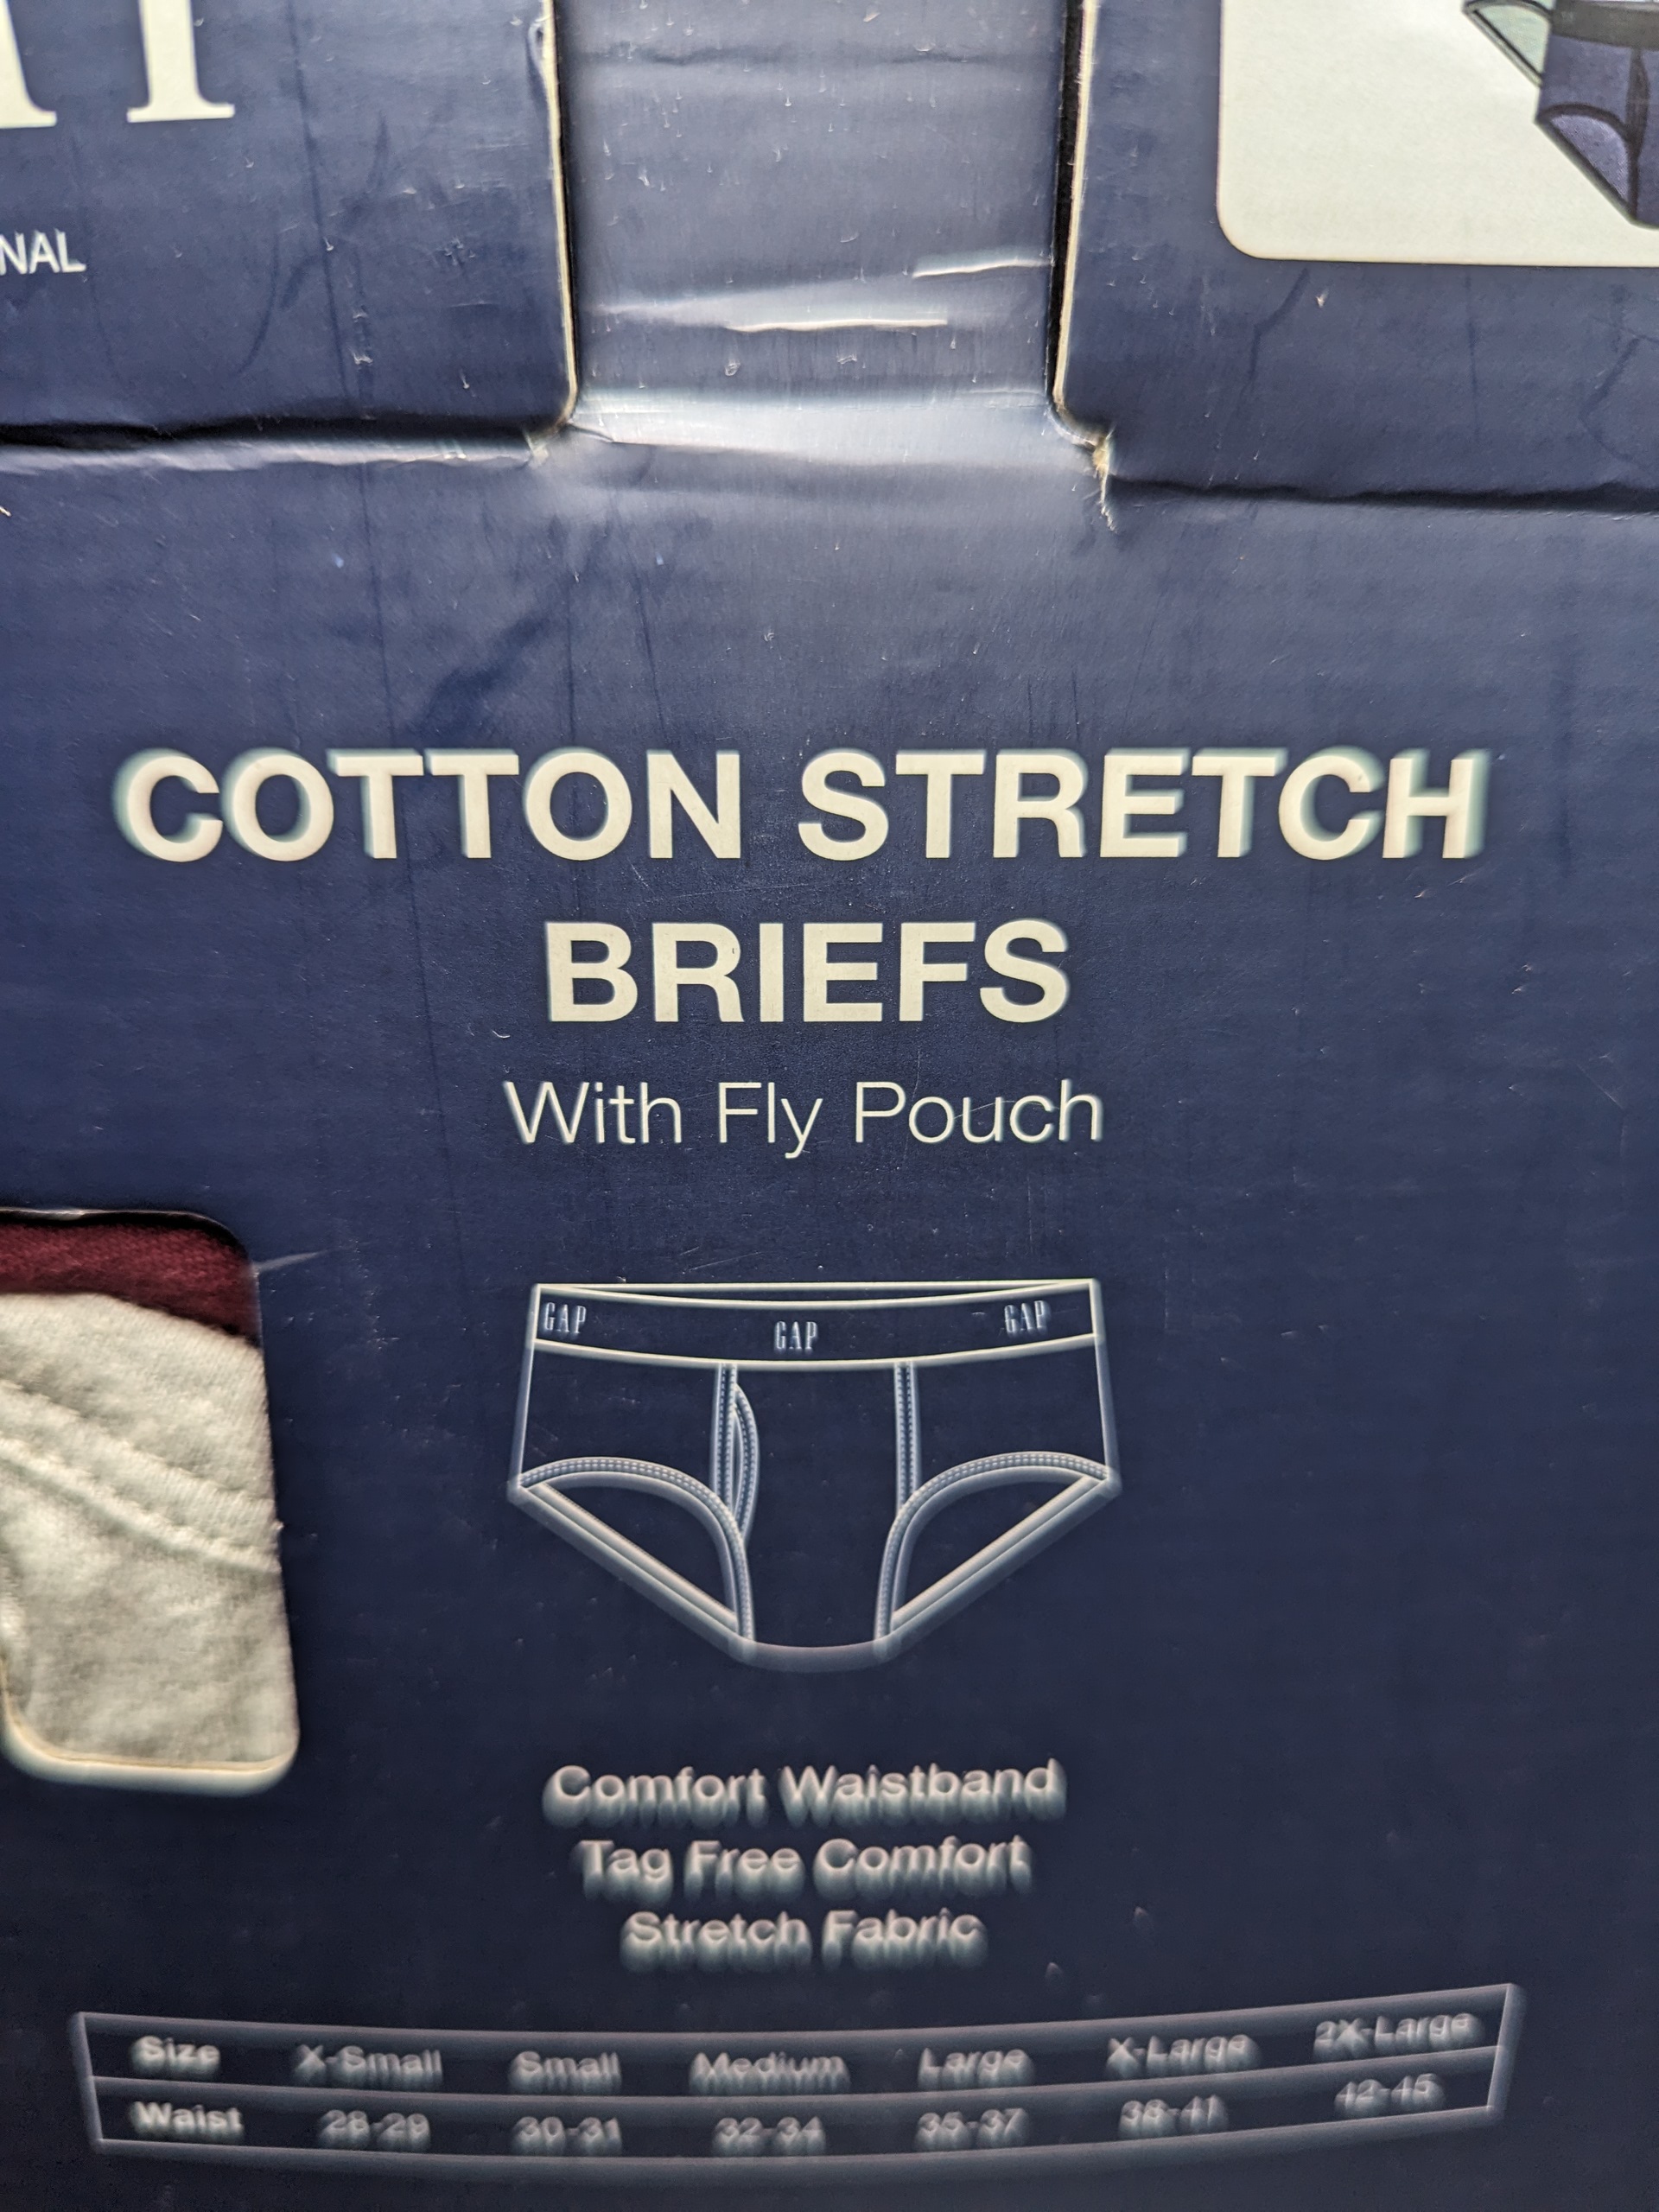 NAL
COTTON STRETCH
BRIEFS
With Fly Pouch
GAP GAP GAP
Comfort Waistband
Tag Free Comfort
Stretch Fabric
Size X-Small Small Medium Large X-Large 2X-Large
Waist 28-29 30-31 32-34 35-37 38-41 42-45